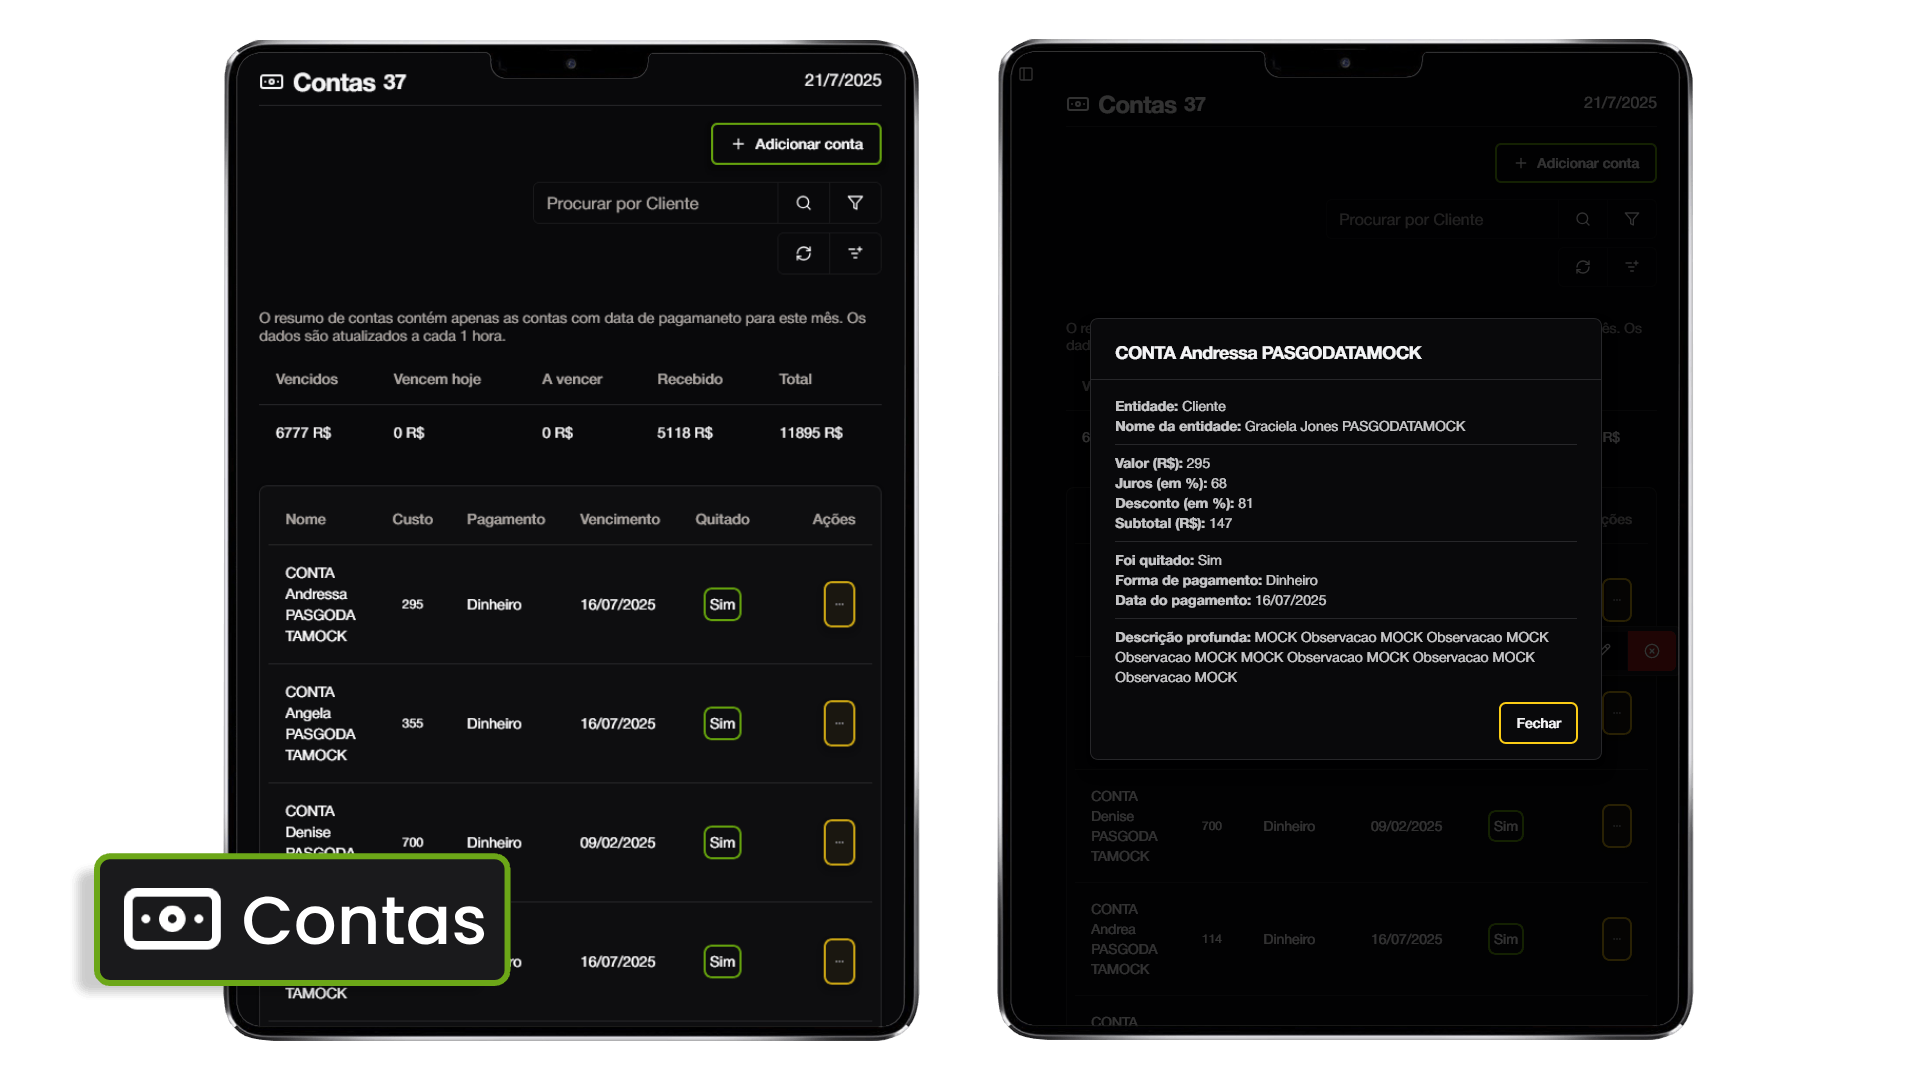 Contas 37
21/7/2025
+ Adicionar conta
Procurar por Cliente
O resumo de contas contém apenas as contas com data de pagamaneto para este mês. Os
dados são atualizados a cada 1 hora.
Vencidos Vencem hoje A vencer Recebido Total
6777 R$ 0 R$ 0 R$ 5118 R$ 11895 R$
Nome Custo Pagamento Vencimento Quitado Ações
CONTA
Andressa
PASGODA
TAMOCK
295 Dinheiro 16/07/2025 Sim
CONTA
Angela
PASGODA
TAMOCK
355 Dinheiro 16/07/2025 Sim
CONTA
Denise
PASGODA
700 Dinheiro 09/02/2025 Sim
ro 16/07/2025 Sim
TAMOCK
Contas
Contas 37
21/7/2025
+ Adicionar conta
Procurar por Cliente
O re
ês. Os
dad
V
6
R$
ções
CONTA Andressa PASGODATAMOCK
Entidade: Cliente
Nome da entidade: Graciela Jones PASGODATAMOCK
Valor (R$): 295
Juros (em %): 68
Desconto (em %): 81
Subtotal (R$): 147
Foi quitado: Sim
Forma de pagamento: Dinheiro
Data do pagamento: 16/07/2025
Descrição profunda: MOCK Observacao MOCK Observacao MOCK
Observacao MOCK MOCK Observacao MOCK Observacao MOCK
Observacao MOCK
Fechar
CONTA
Denise
PASGODA
TAMOCK
700 Dinheiro 09/02/2025 Sim
CONTA
Andrea
PASGODA
TAMOCK
114 Dinheiro 16/07/2025 Sim
CONTA